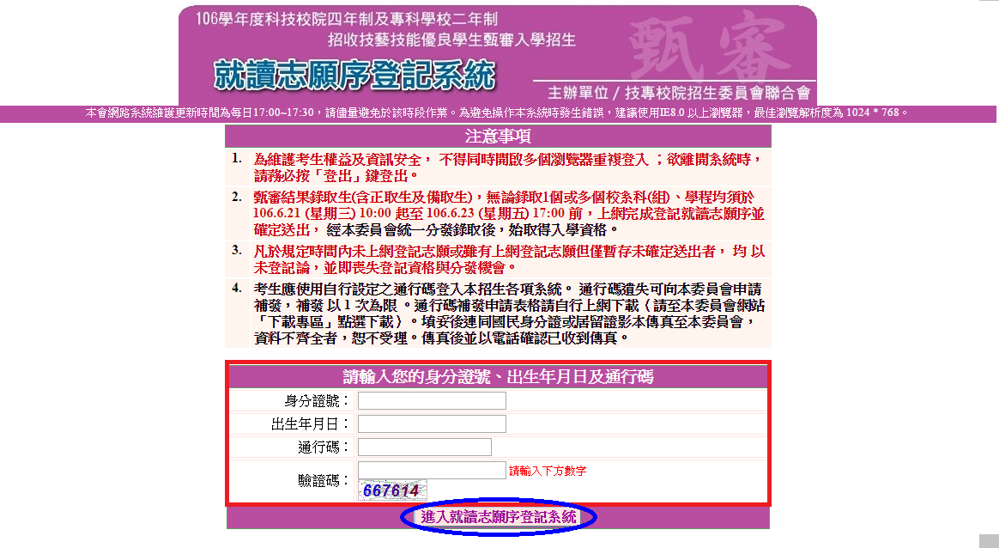 106學年度科技校院四年制及專科學校二年制
招收技藝技能優良學生甄審入學招生
甄審
就讀志願序登記系統
主辦單位 / 技專校院招生委員會聯合會
本會網路系統維護更新時間為每日17:00~17:30，請儘量避免於該時段作業。為避免操作本系統時發生錯誤，建議使用IE8.0 以上瀏覽器，最佳瀏覽解析度為 1024 * 768。
注意事項
1. 為維護考生權益及資訊安全， 不得同時開啟多個瀏覽器重複登入 ；欲離開系統時，
請務必按「登出」鍵登出。
2. 甄審結果錄取生(含正取生及備取生)，無論錄取1個或多個校系科(組)、學程均須於
106.6.21 (星期三) 10:00 起至 106.6.23 (星期五) 17:00 前，上網完成登記就讀志願序並
確定送出， 經本委員會統一分發錄取後，始取得入學資格。
3. 凡於規定時間內未上網登記志願或雖有上網登記志願但僅暫存未確定送出者， 均 以
未登記論，並即喪失登記資格與分發機會。
4. 考生應使用自行設定之通行碼登入本招生各項系統。 通行碼遺失可向本委員會申請
補發，補發 以 1 次為限 。通行碼補發申請表格請自行上網下載（請至本委員會網站
「下載專區」點選下載）。填妥後連同國民身分證或居留證影本傳真至本委員會，
資料不齊全者，恕不受理。傳真後並以電話確認已收到傳真。
請輸入您的身分證號、出生年月日及通行碼
身分證號：
出生年月日：
通行碼：
驗證碼： 請輸入下方數字
667614
進入就讀志願序登記系統